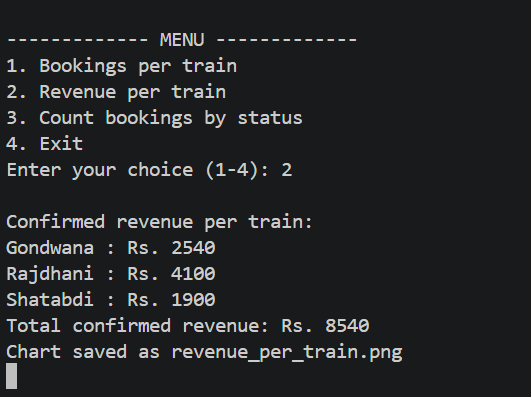 ------------- MENU -------------
1. Bookings per train
2. Revenue per train
3. Count bookings by status
4. Exit
Enter your choice (1-4): 2
Confirmed revenue per train:
Gondwana : Rs. 2540
Rajdhani : Rs. 4100
Shatabdi : Rs. 1900
Total confirmed revenue: Rs. 8540
Chart saved as revenue_per_train.png